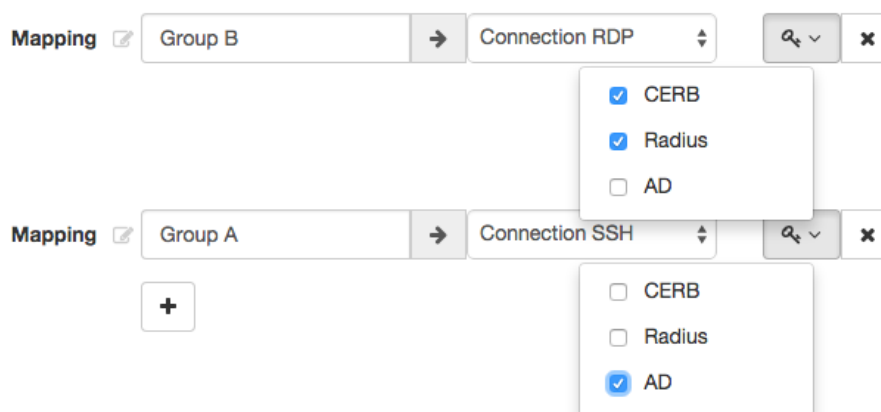 Mapping Group B Connection RDP
CERB
Radius
AD
Mapping Group A Connection SSH
CERB
Radius
AD